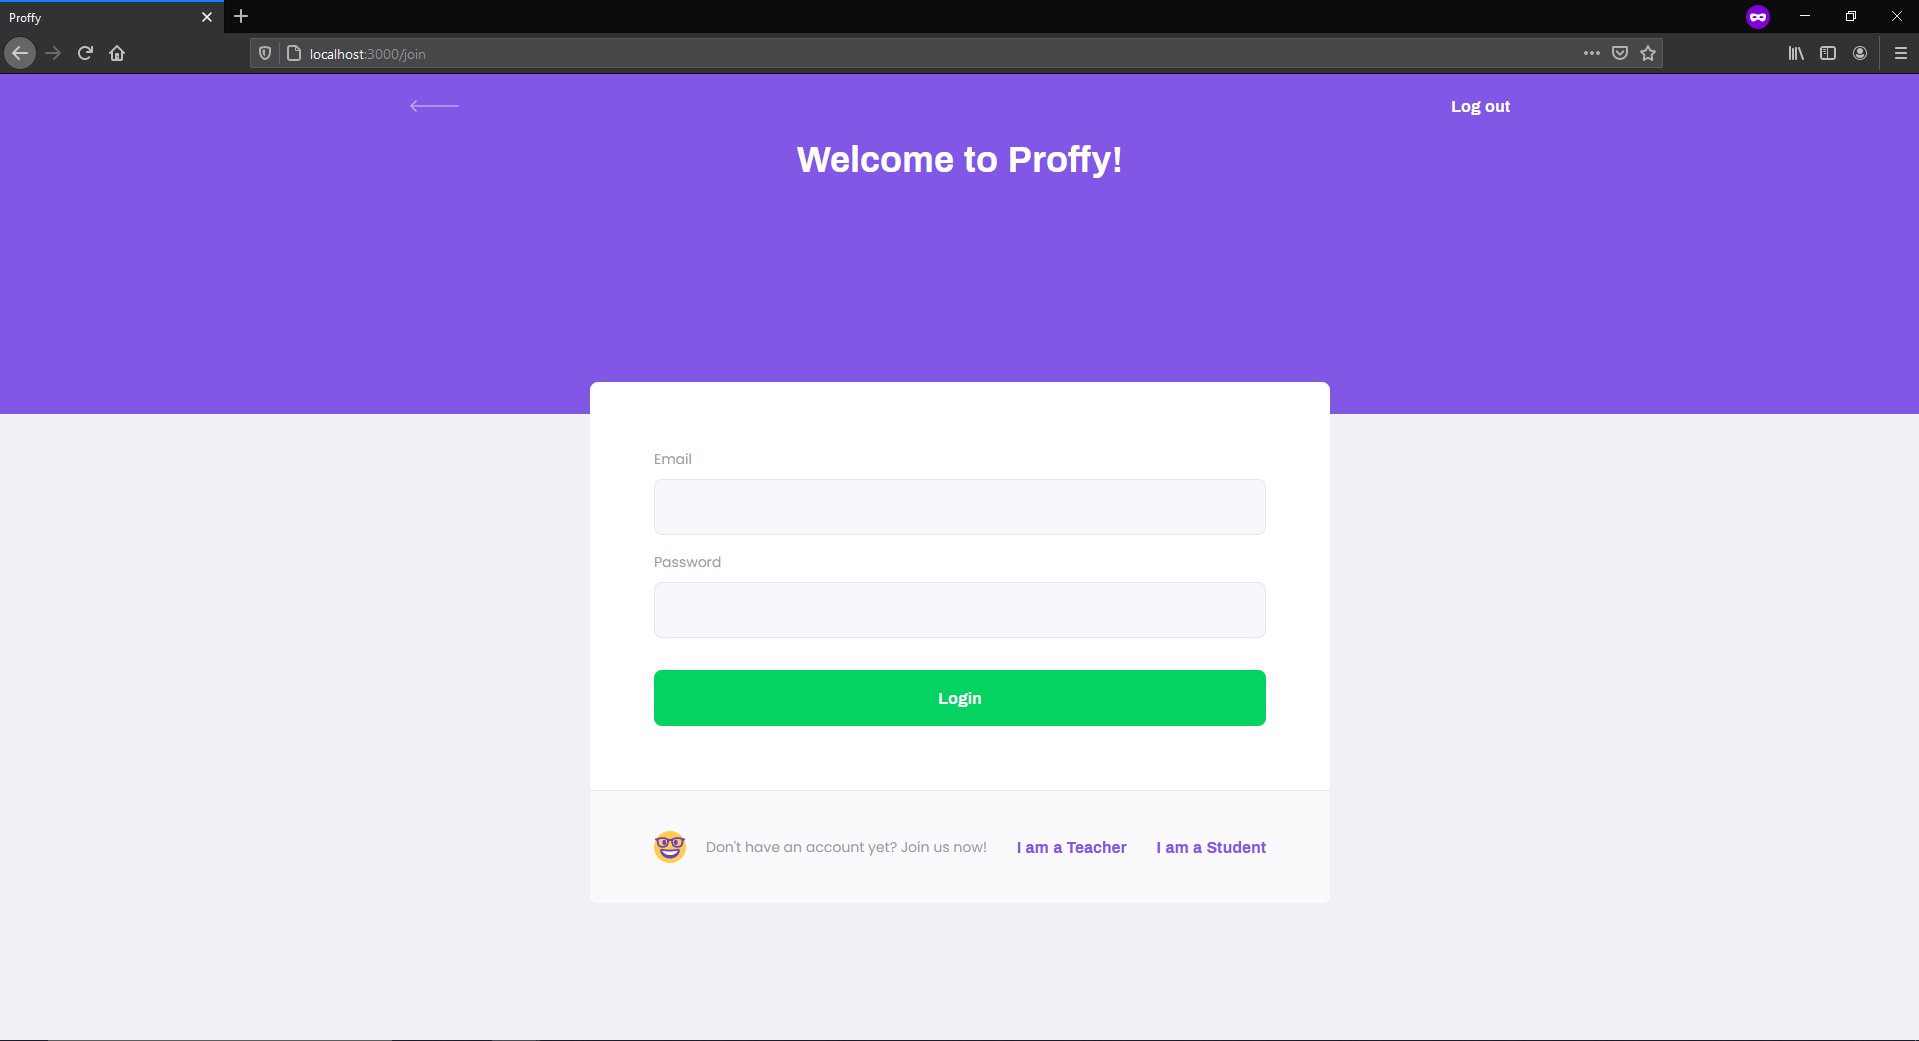 Proffy
localhost:3000/join
Log out
Welcome to Proffy!
Email
Password
Login
Don't have an account yet? Join us now! I am a Teacher I am a Student